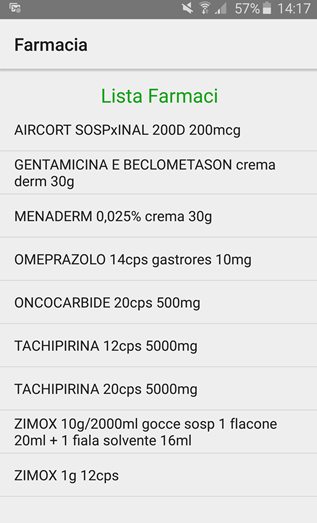 57% 14:17
Farmacia
Lista Farmaci
AIRCORT SOSPxINAL 200D 200mcg
GENTAMICINA E BECLOMETASON crema
derm 30g
MENADERM 0,025% crema 30g
OMEPRAZOLO 14cps gastrores 10mg
ONCOCARBIDE 20cps 500mg
TACHIPIRINA 12cps 5000mg
TACHIPIRINA 20cps 5000mg
ZIMOX 10g/2000ml gocce sosp 1 flacone
20ml + 1 fiala solvente 16ml
ZIMOX 1g 12cps